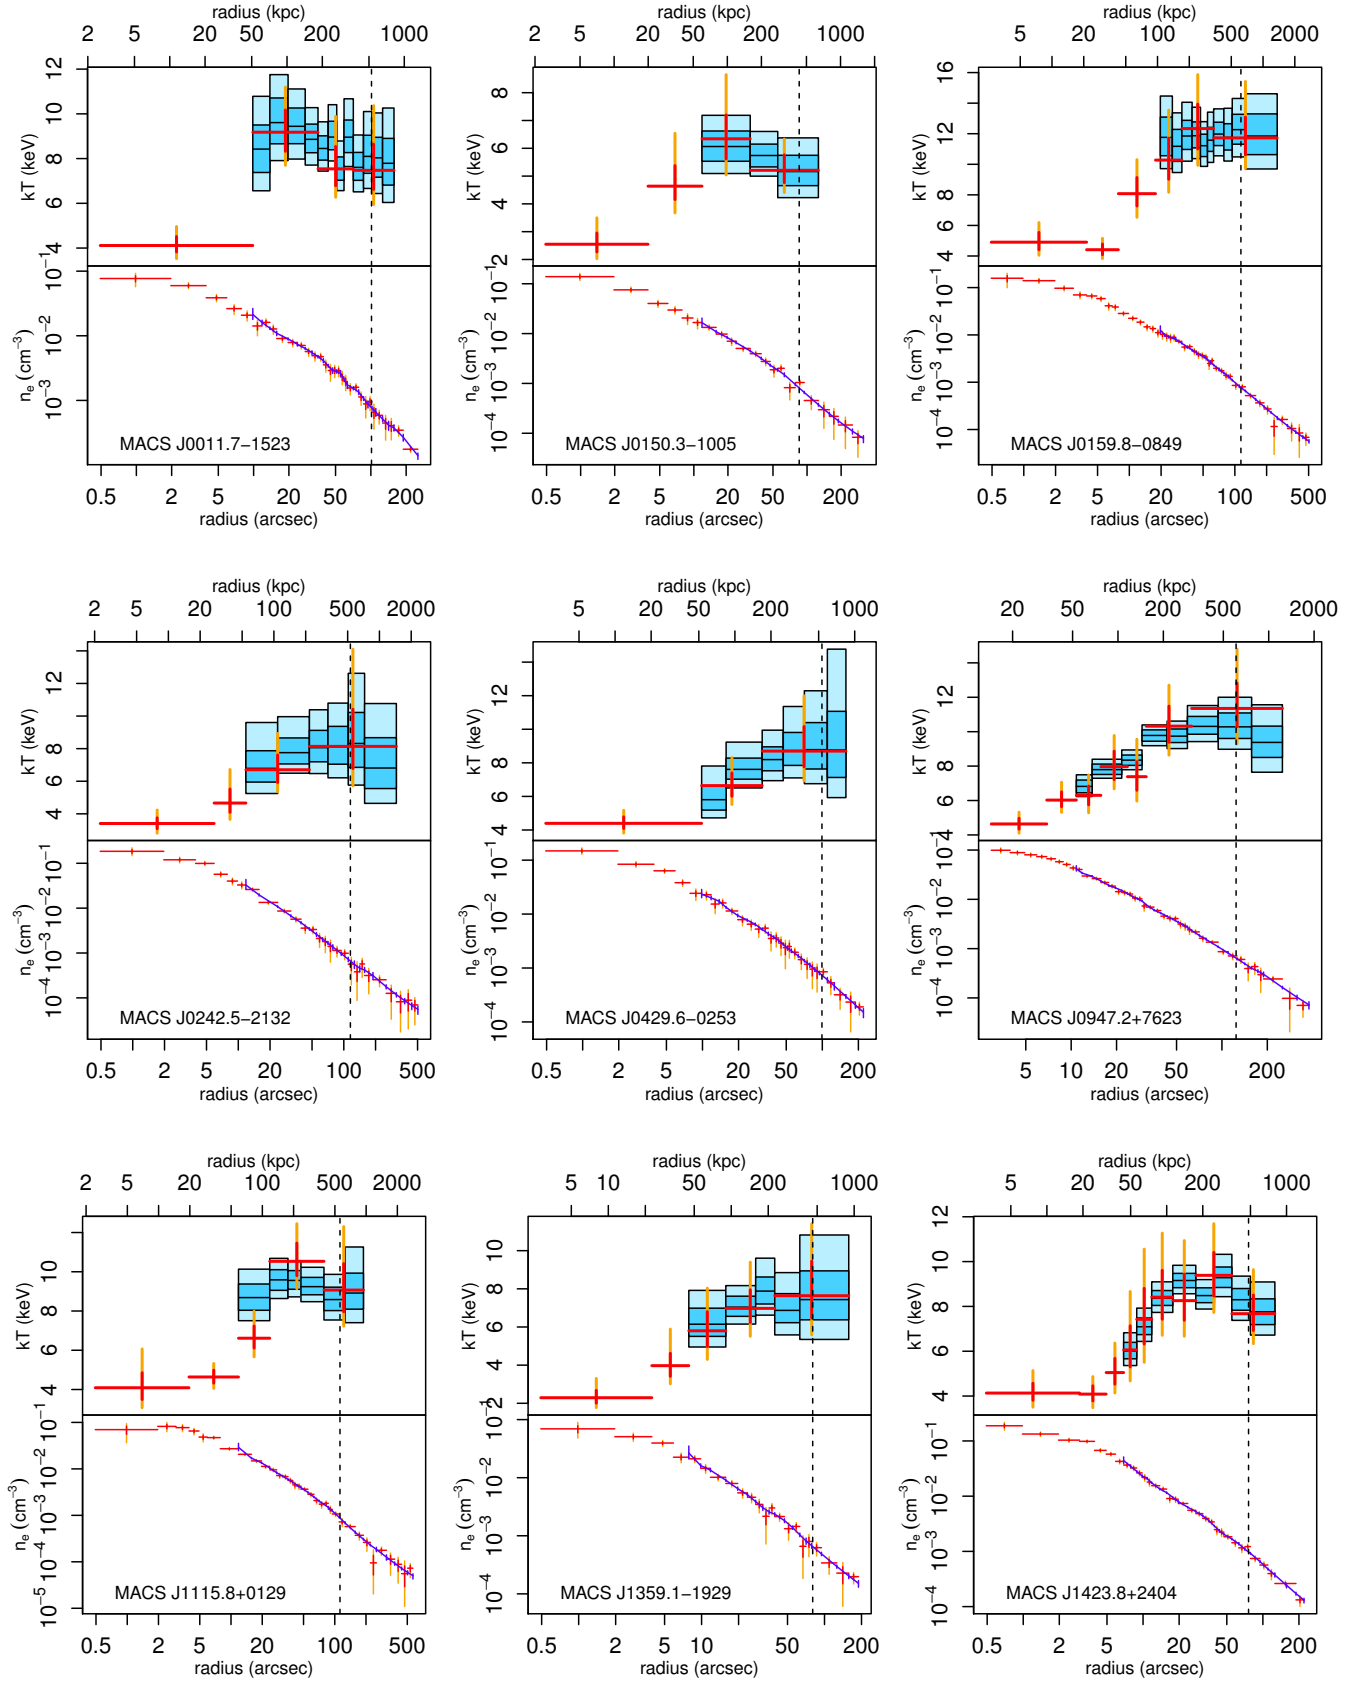 radius (kpc)
2 5 10 20 50 200 1000
kT (keV)
4 6 8 10 12
n_e (cm⁻³)
10⁻³ 10⁻² 10⁻¹
MACS J0011.7−1523
0.5 2 5 20 50 200
radius (arcsec)
radius (kpc)
2 5 20 50 200 1000
kT (keV)
2 4 6 8
n_e (cm⁻³)
10⁻⁴ 10⁻³ 10⁻² 10⁻¹
MACS J0150.3−1005
0.5 2 5 20 50 200
radius (arcsec)
radius (kpc)
5 20 100 500 2000
kT (keV)
4 6 8 12 16
n_e (cm⁻³)
10⁻⁴ 10⁻³ 10⁻² 10⁻¹
MACS J0159.8−0849
0.5 2 5 20 100 500
radius (arcsec)
radius (kpc)
2 5 20 100 500 2000
kT (keV)
4 6 8 12
n_e (cm⁻³)
10⁻⁴ 10⁻³ 10⁻² 10⁻¹
MACS J0242.5−2132
0.5 2 5 20 100 500
radius (arcsec)
radius (kpc)
5 20 50 200 1000
kT (keV)
4 6 8 12
n_e (cm⁻³)
10⁻⁴ 10⁻³ 10⁻² 10⁻¹
MACS J0429.6−0253
0.5 2 5 20 50 200
radius (arcsec)
radius (kpc)
20 50 200 500 2000
kT (keV)
4 6 8 12
n_e (cm⁻³)
10⁻⁴ 10⁻³ 10⁻² 10⁻¹
MACS J0947.2+7623
5 10 20 50 200
radius (arcsec)
radius (kpc)
2 5 20 100 500 2000
kT (keV)
4 6 8 10
n_e (cm⁻³)
10⁻⁵ 10⁻⁴ 10⁻³ 10⁻² 10⁻¹
MACS J1115.8+0129
0.5 2 5 20 100 500
radius (arcsec)
radius (kpc)
5 10 50 200 1000
kT (keV)
2 4 6 8 10
n_e (cm⁻³)
10⁻⁴ 10⁻³ 10⁻² 10⁻¹
MACS J1359.1−1929
0.5 2 5 10 50 200
radius (arcsec)
radius (kpc)
5 20 50 200 1000
kT (keV)
4 6 8 10 12
n_e (cm⁻³)
10⁻⁴ 10⁻³ 10⁻² 10⁻¹
MACS J1423.8+2404
0.5 2 5 20 50 200
radius (arcsec)